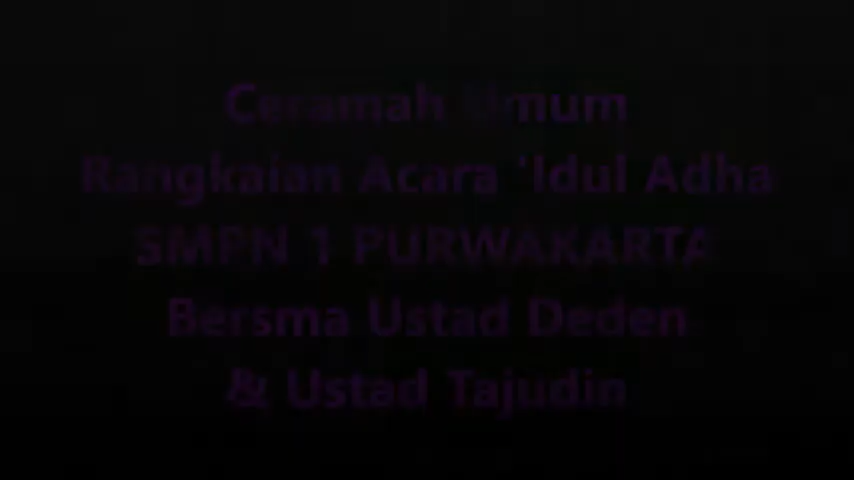 Ceramah Umum
Rangkaian Acara 'Idul Adha
SMPN 1 PURWAKARTA
Bersma Ustad Deden
& Ustad Tajudin